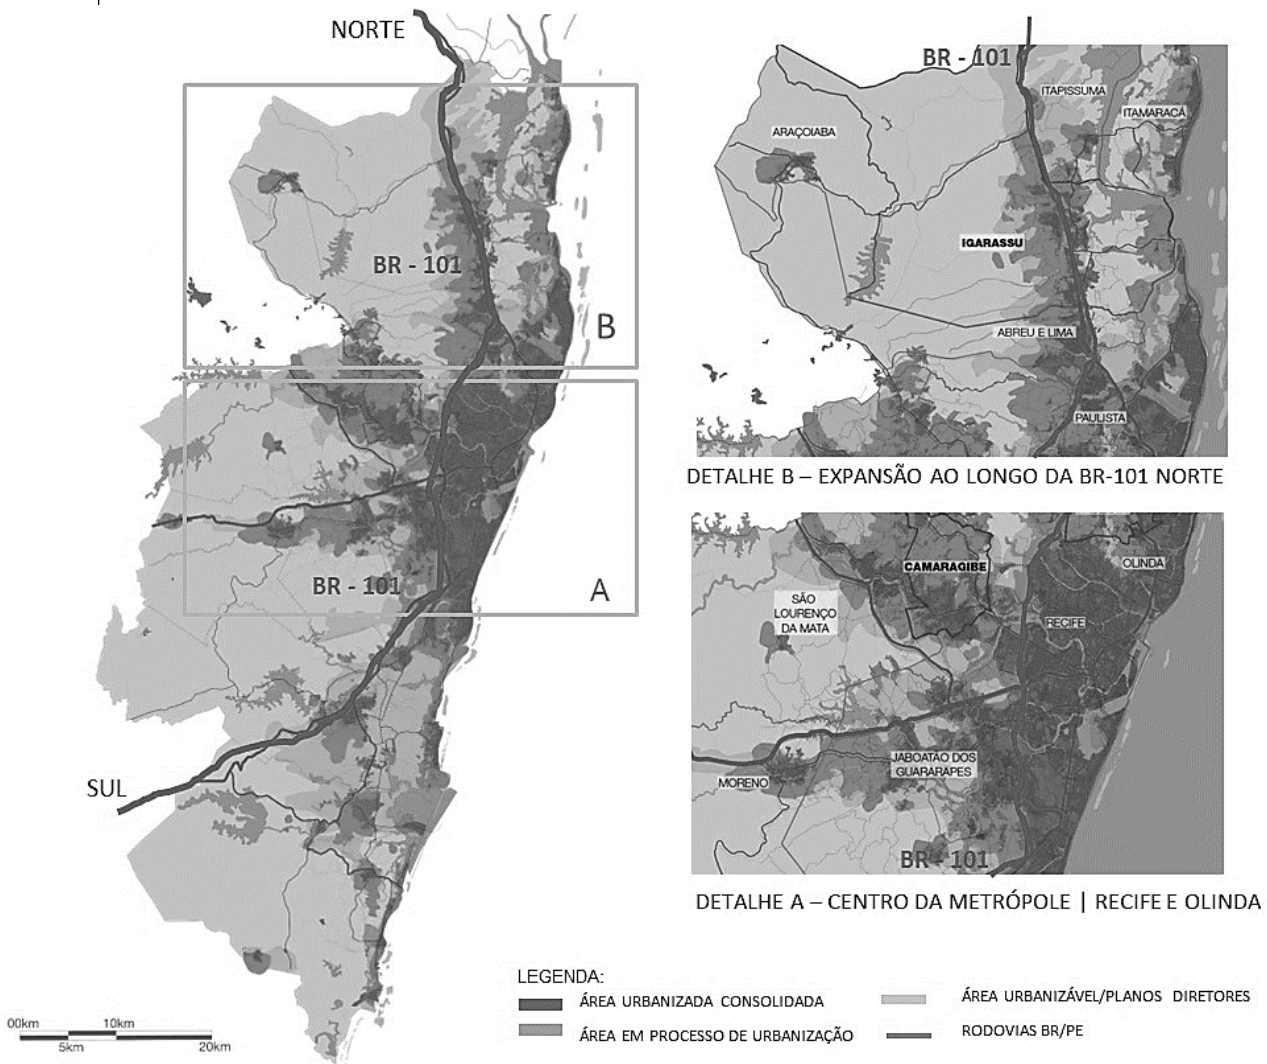 NORTE
BR - 101
B
BR - 101
A
SUL
00km 10km
5km 20km
BR - 101
ITAPISSUMA
ITAMARACÁ
ARAÇOIABA
IGARASSU
ABREU E LIMA
PAULISTA
DETALHE B – EXPANSÃO AO LONGO DA BR-101 NORTE
CAMARAGIBE
OLINDA
SÃO
LOURENÇO
DA MATA
RECIFE
JABOATÃO DOS
GUARARAPES
MORENO
BR - 101
DETALHE A – CENTRO DA METRÓPOLE | RECIFE E OLINDA
LEGENDA:
ÁREA URBANIZADA CONSOLIDADA
ÁREA EM PROCESSO DE URBANIZAÇÃO
ÁREA URBANIZÁVEL/PLANOS DIRETORES
RODOVIAS BR/PE